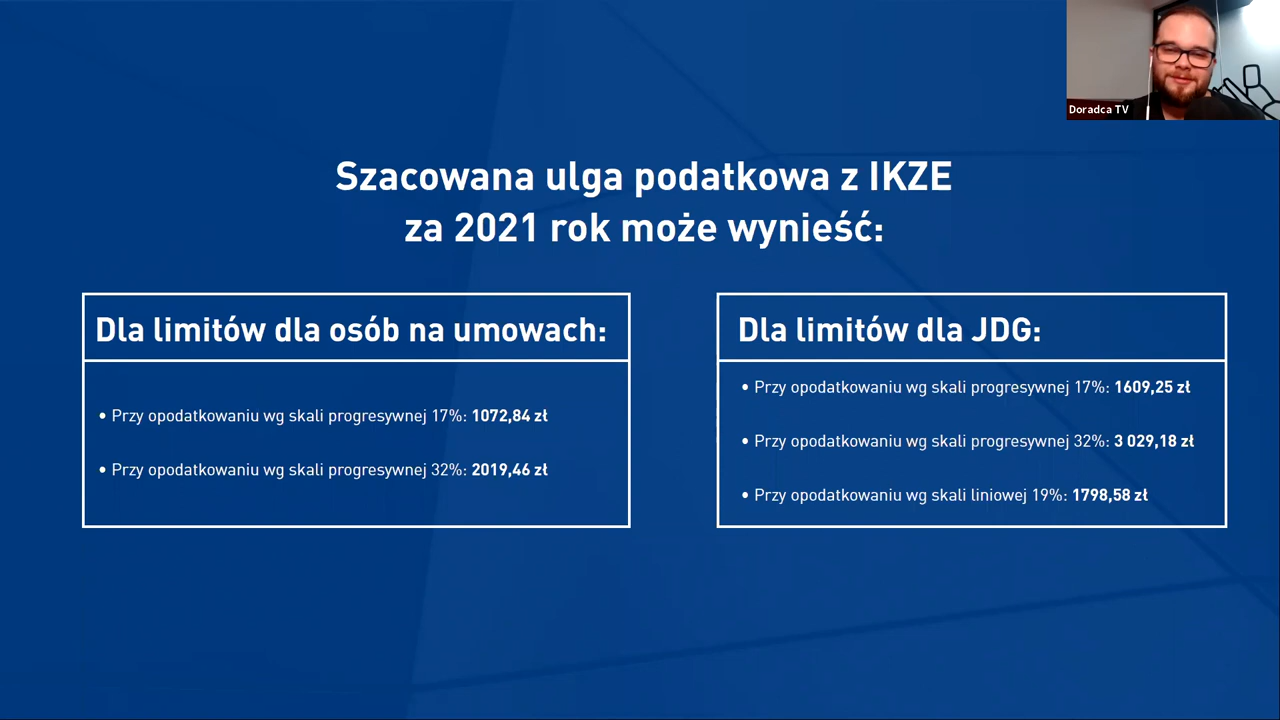 Doradca TV
Szacowana ulga podatkowa z IKZE
za 2021 rok może wynieść:
Dla limitów dla osób na umowach:
• Przy opodatkowaniu wg skali progresywnej 17%: 1072,84 zł
• Przy opodatkowaniu wg skali progresywnej 32%: 2019,46 zł
Dla limitów dla JDG:
• Przy opodatkowaniu wg skali progresywnej 17%: 1609,25 zł
• Przy opodatkowaniu wg skali progresywnej 32%: 3 029,18 zł
• Przy opodatkowaniu wg skali liniowej 19%: 1798,58 zł